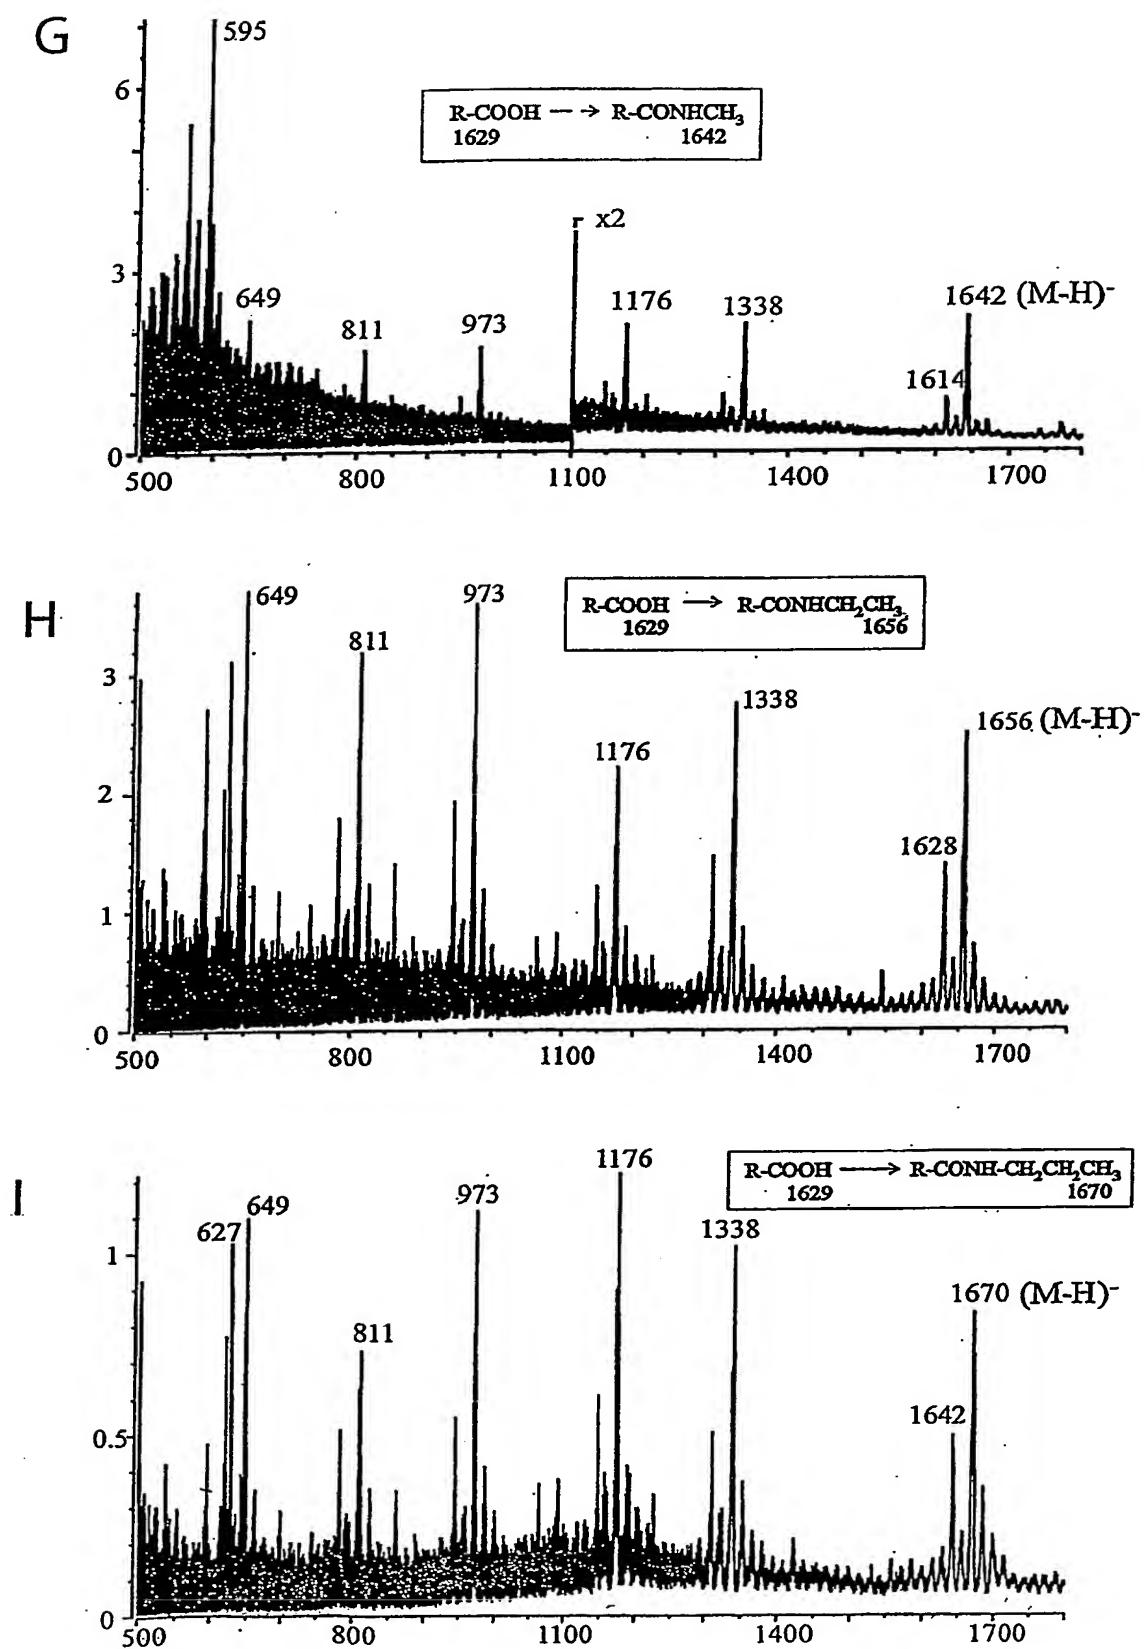 G
595
6
R-COOH --→ R-CONHCH3
1629 1642
x2
3
649
811
973
1176
1338
1642 (M-H)-
1614
0
500 800 1100 1400 1700
H
649
973
R-COOH → R-CONHCH2CH3
1629 1656
811
3
1338
1656 (M-H)-
1176
2
1628
1
0
500 800 1100 1400 1700
I
1176
R-COOH → R-CONH-CH2CH2CH3
1629 1670
973
649
627
1338
1
1670 (M-H)-
811
1642
0.5
0
500 800 1100 1400 1700